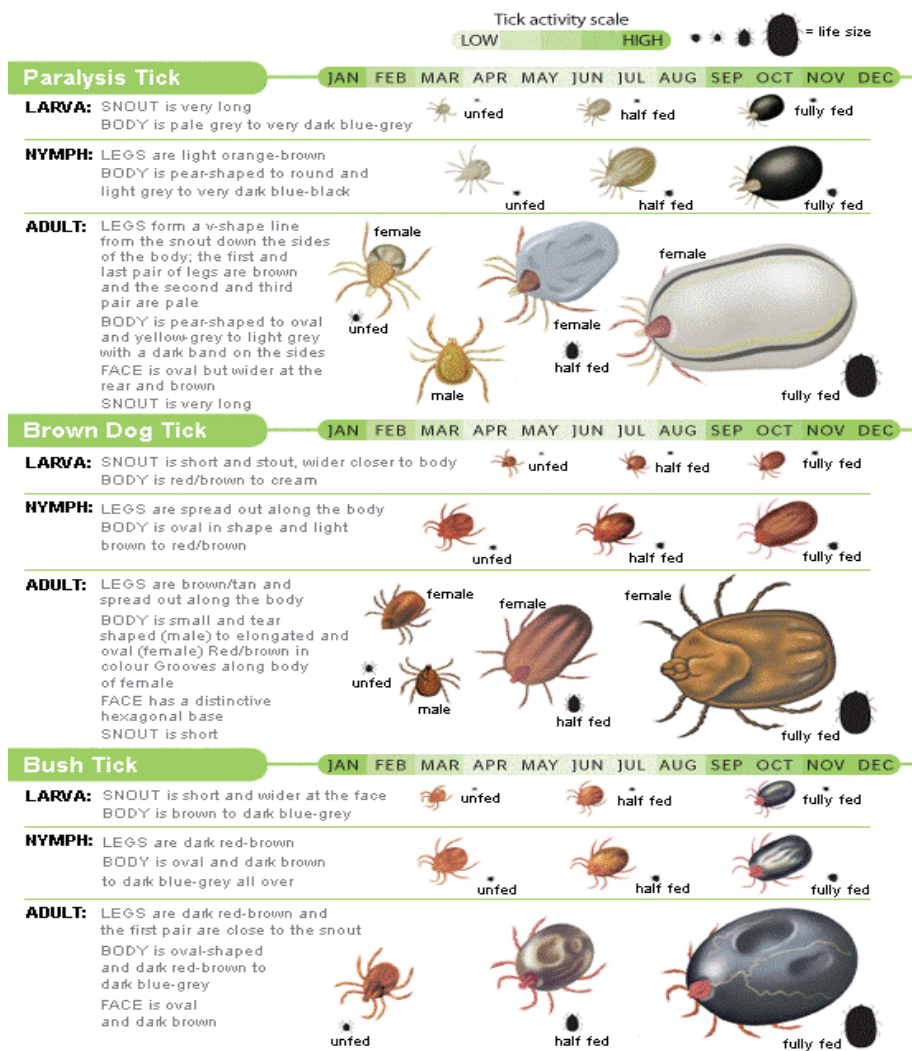 Tick activity scale
LOW HIGH
= life size
Paralysis Tick
JAN FEB MAR APR MAY JUN JUL AUG SEP OCT NOV DEC
LARVA: SNOUT is very long
BODY is pale grey to very dark blue-grey
unfed
half fed
fully fed
NYMPH: LEGS are light orange-brown
BODY is pear-shaped to round and
light grey to very dark blue-black
unfed
half fed
fully fed
ADULT: LEGS form a v-shape line
from the snout down the sides
of the body; the first and
last pair of legs are brown
and the second and third
pair are pale
BODY is pear-shaped to oval
and yellow-grey to light grey
with a dark band on the sides
FACE is oval but wider at the
rear and brown
SNOUT is very long
female
unfed
male
female
half fed
female
fully fed
Brown Dog Tick
JAN FEB MAR APR MAY JUN JUL AUG SEP OCT NOV DEC
LARVA: SNOUT is short and stout, wider closer to body
BODY is red/brown to cream
unfed
half fed
fully fed
NYMPH: LEGS are spread out along the body
BODY is oval in shape and light
brown to red/brown
unfed
half fed
fully fed
ADULT: LEGS are brown/tan and
spread out along the body
BODY is small and tear
shaped (male) to elongated and
oval (female) Red/brown in
colour Grooves along body
of female
FACE has a distinctive
hexagonal base
SNOUT is short
female
unfed
male
female
half fed
female
fully fed
Bush Tick
JAN FEB MAR APR MAY JUN JUL AUG SEP OCT NOV DEC
LARVA: SNOUT is short and wider at the face
BODY is brown to dark blue-grey
unfed
half fed
fully fed
NYMPH: LEGS are dark red-brown
BODY is oval and dark brown
to dark blue-grey all over
unfed
half fed
fully fed
ADULT: LEGS are dark red-brown and
the first pair are close to the snout
BODY is oval-shaped
and dark red-brown to
dark blue-grey
FACE is oval
and dark brown
unfed
half fed
fully fed